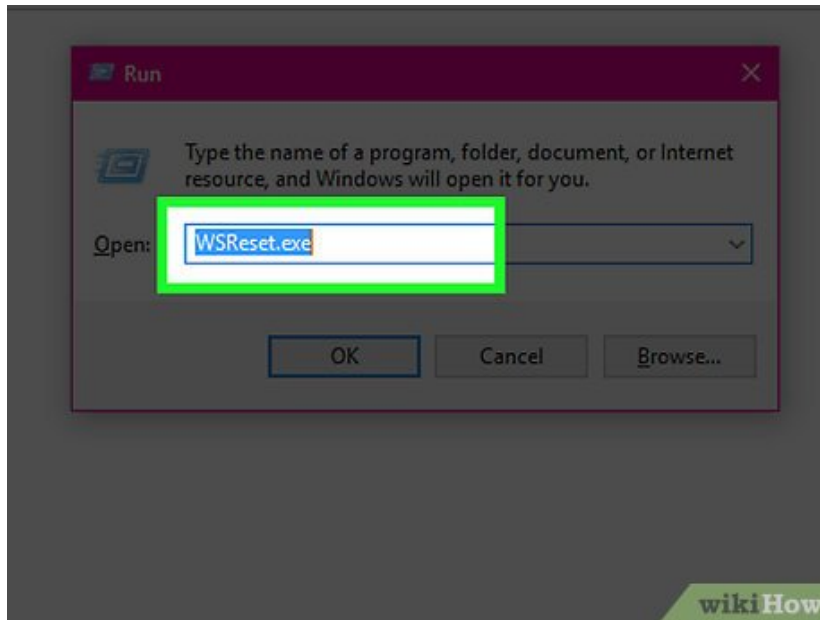 Run
Type the name of a program, folder, document, or Internet
resource, and Windows will open it for you.
Open: WSReset.exe
OK Cancel Browse...
wikiHow